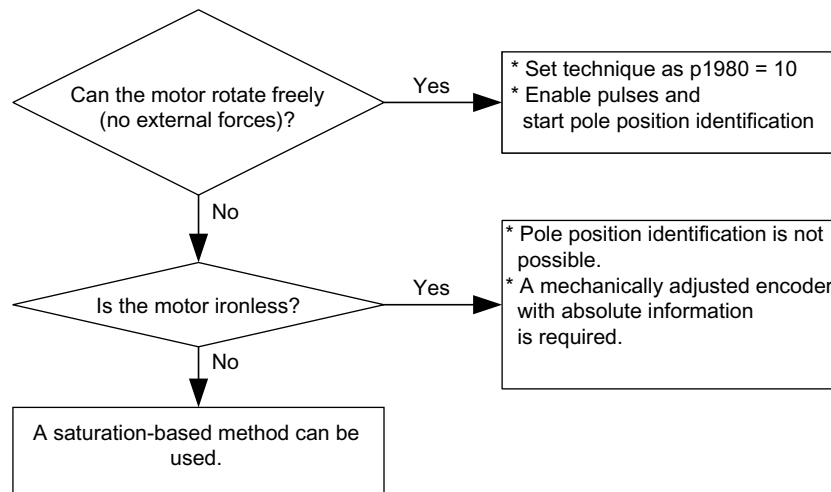 Can the motor rotate freely
(no external forces)?
Yes
* Set technique as p1980 = 10
* Enable pulses and
start pole position identification
No
Is the motor ironless?
Yes
* Pole position identification is not
possible.
* A mechanically adjusted encoder
with absolute information
is required.
No
A saturation-based method can be
used.